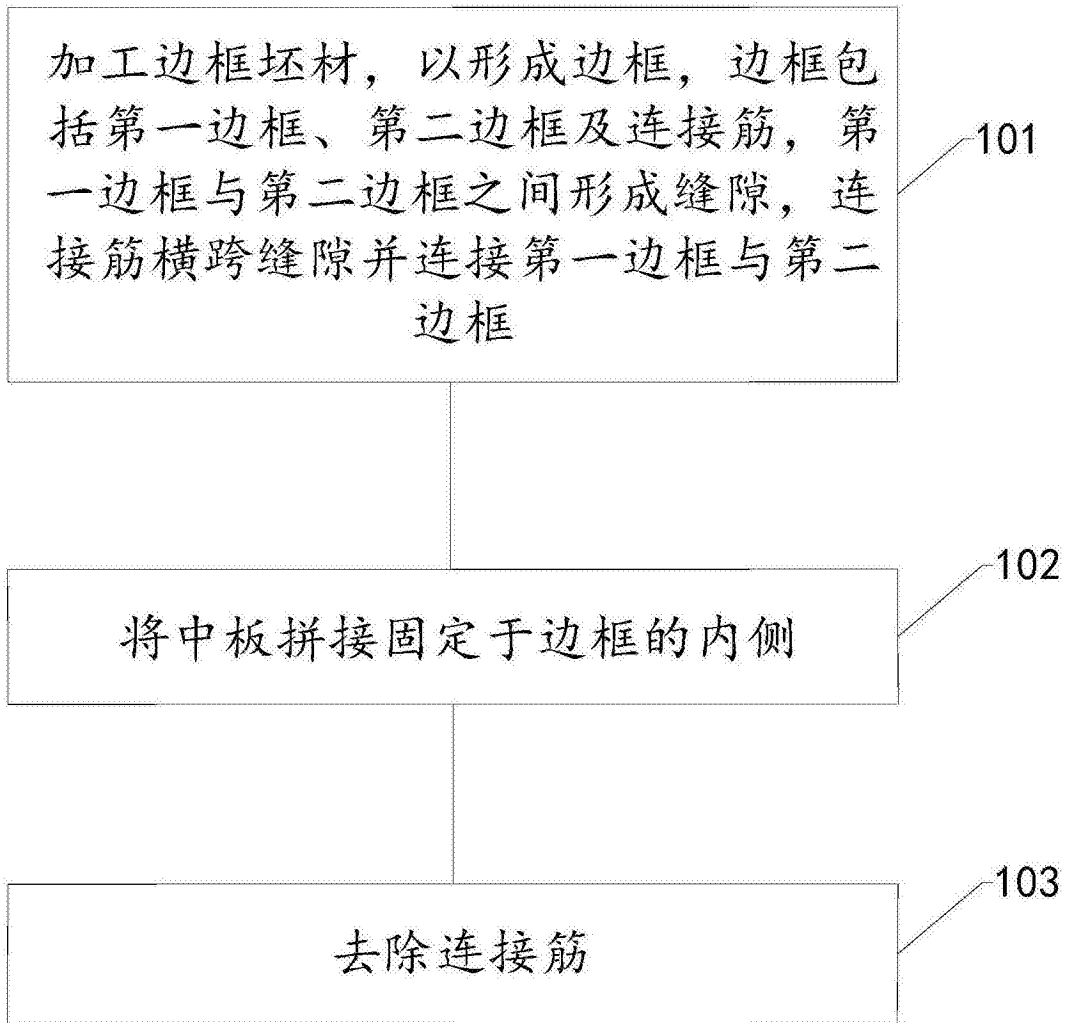 加工边框坯材，以形成边框，边框包
括第一边框、第二边框及连接筋，第
一边框与第二边框之间形成缝隙，连
接筋横跨缝隙并连接第一边框与第二
边框
101
将中板拼接固定于边框的内侧
102
去除连接筋
103